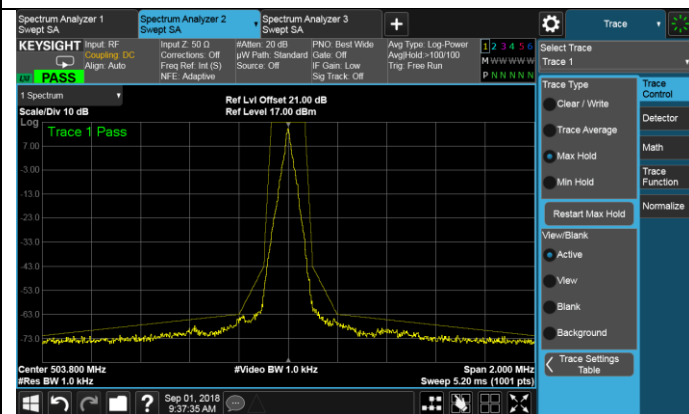 Spectrum Analyzer 1
Swept SA
Spectrum Analyzer 2
Swept SA
Spectrum Analyzer 3
Swept SA
+
Trace
KEYSIGHT
Input: RF
Coupling: DC
Align: Auto
Input Z: 50 Ω
Corrections: Off
Freq Ref: Int (S)
NFE: Adaptive
#Atten: 20 dB
µW Path: Standard
Source: Off
PNO: Best Wide
Gate: Off
IF Gain: Low
Sig Track: Off
Avg Type: Log-Power
Avg|Hold:>100/100
Trig: Free Run
1 2 3 4 5 6
M W W W W W
P N N N N N
LW PASS
1 Spectrum
Scale/Div 10 dB
Ref Lvl Offset 21.00 dB
Ref Level 17.00 dBm
Log
Trace 1 Pass
7.00
-3.00
-13.0
-23.0
-33.0
-43.0
-53.0
-63.0
-73.0
Center 503.800 MHz
#Res BW 1.0 kHz
#Video BW 1.0 kHz
Span 2.000 MHz
Sweep 5.20 ms (1001 pts)
Select Trace
Trace 1
Trace Type
Clear / Write
Trace Average
Max Hold
Min Hold
Restart Max Hold
View/Blank
Active
View
Blank
Background
Trace Settings
Table
Trace
Control
Detector
Math
Trace
Function
Normalize
?
Sep 01, 2018
9:37:35 AM